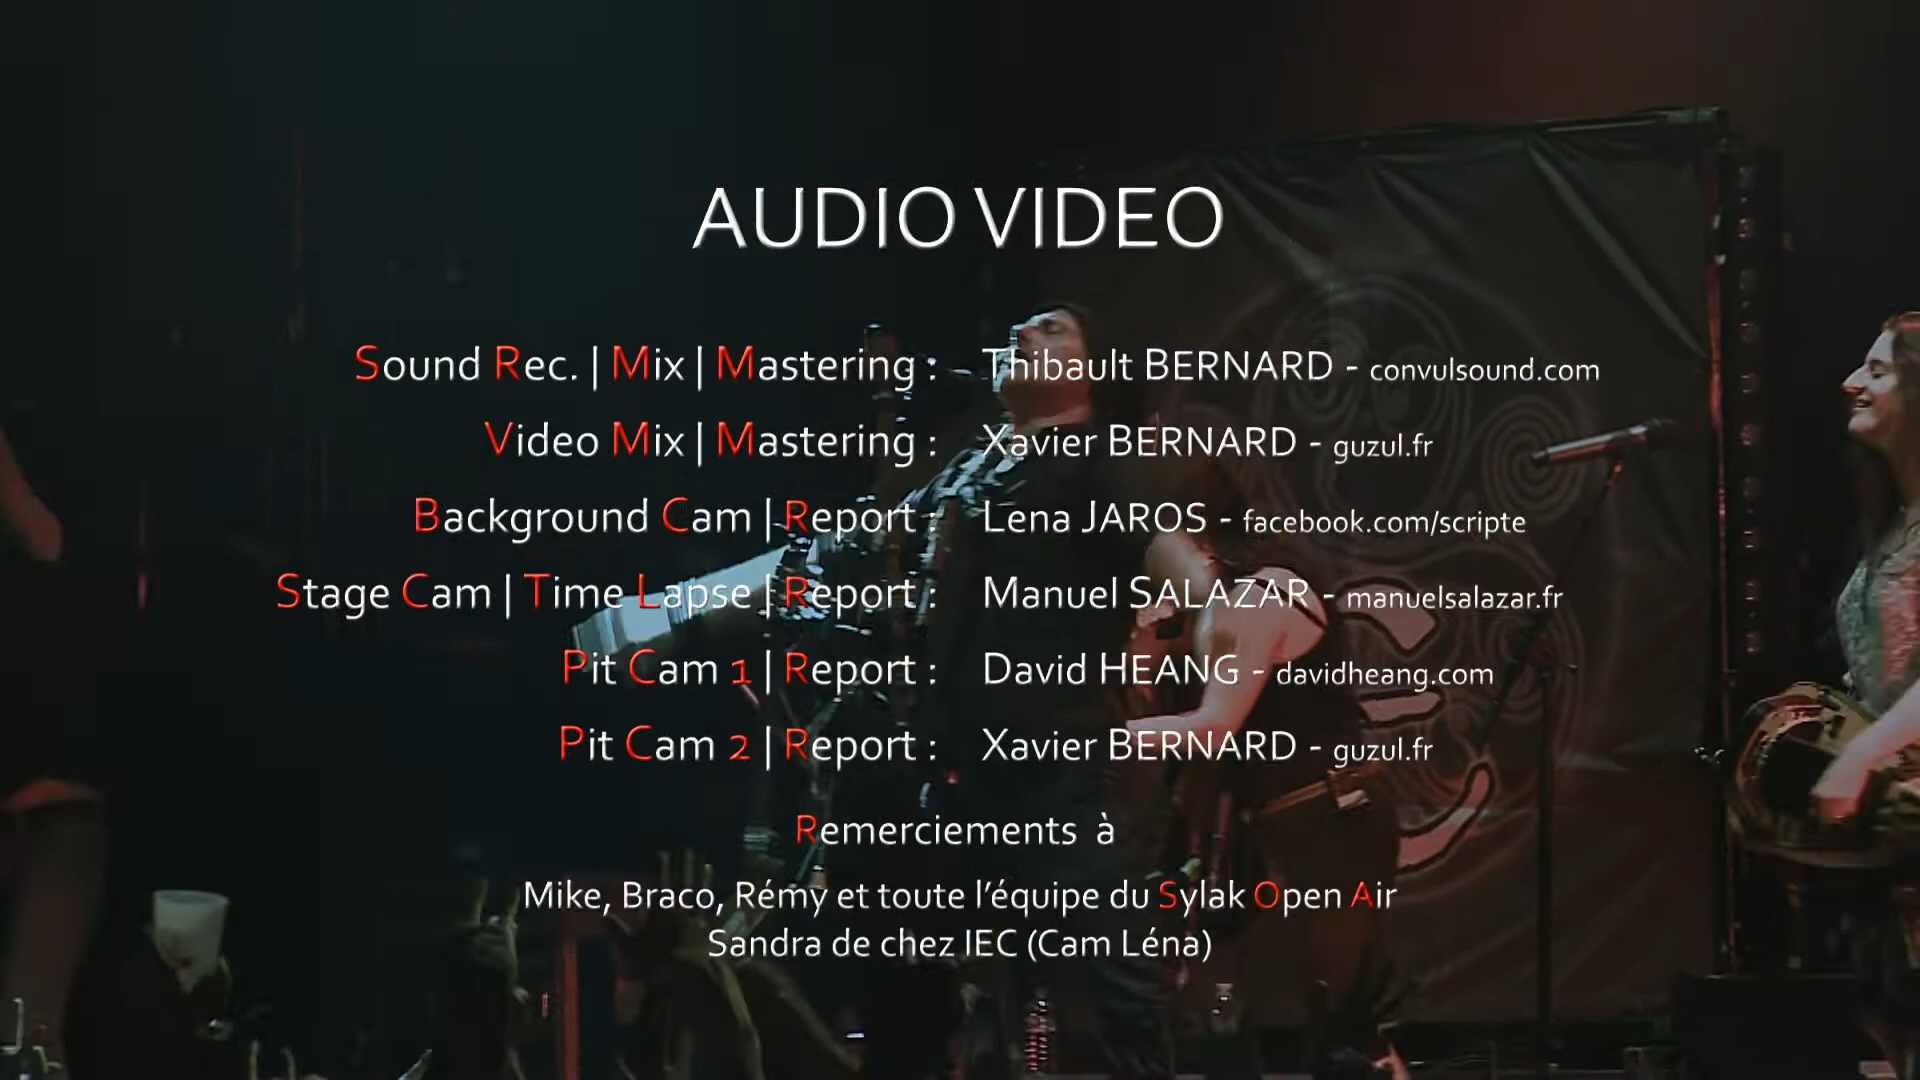 AUDIO VIDEO
Sound Rec. | Mix | Mastering : Thibault BERNARD - convulsound.com
Video Mix | Mastering : Xavier BERNARD - guzul.fr
Background Cam | Report : Lena JAROS - facebook.com/scripte
Stage Cam | Time Lapse | Report : Manuel SALAZAR - manuelsalazar.fr
Pit Cam 1 | Report : David HEANG - davidheang.com
Pit Cam 2 | Report : Xavier BERNARD - guzul.fr
Remerciements à
Mike, Braco, Rémy et toute l’équipe du Sylak Open Air
Sandra de chez IEC (Cam Léna)